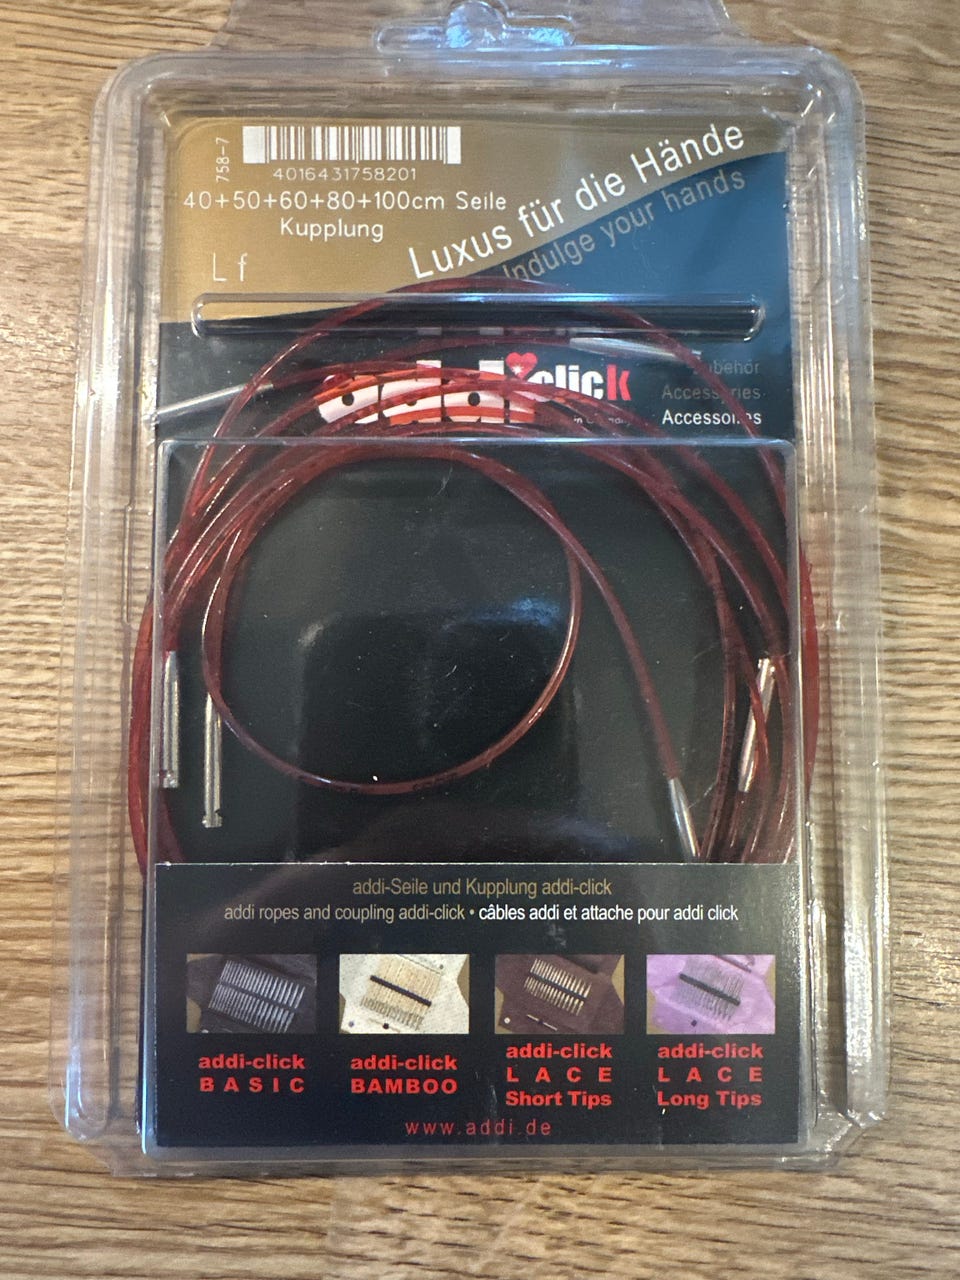 758-7
4016431758201
40+50+60+80+100cm Seile
Kupplung
L f
Luxus für die Hände
Indulge your hands
addi click
Zubehör
Accessories
Accessoires
addi-Seile und Kupplung addi-click
addi ropes and coupling addi-click • câbles addi et attache pour addi click
addi-click
BASIC
addi-click
BAMBOO
addi-click
LACE
Short Tips
addi-click
LACE
Long Tips
www.addi.de